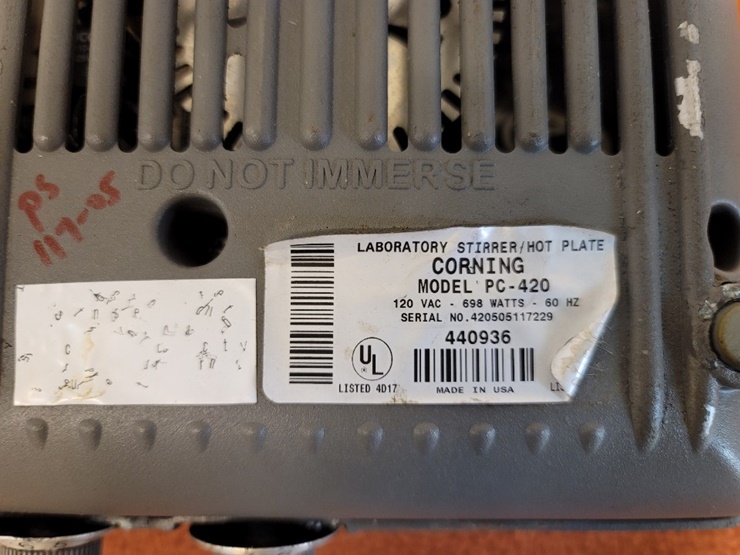 DO NOT IMMERSE
PS
117-05
LABORATORY STIRRER/HOT PLATE
CORNING
MODEL PC-420
120 VAC - 698 WATTS - 60 HZ
SERIAL NO.420505117229
440936
UL
LISTED 4D17
MADE IN USA